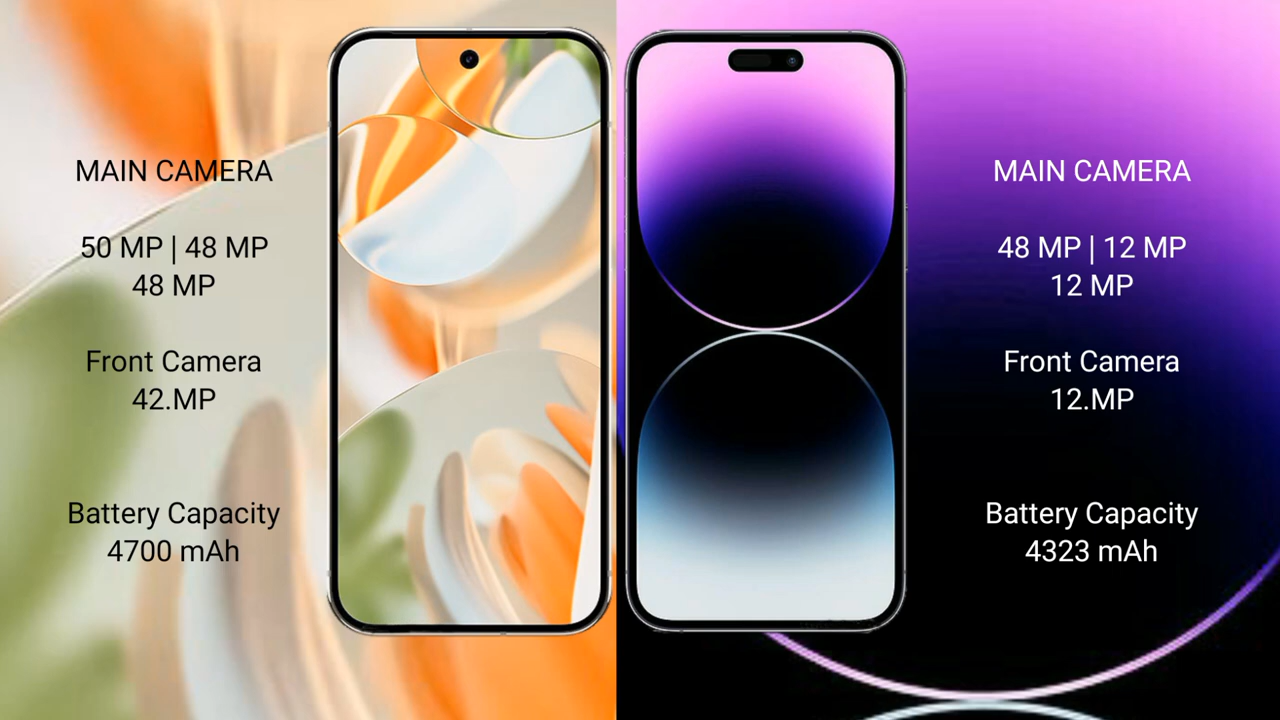 MAIN CAMERA
50 MP | 48 MP
48 MP
Front Camera
42.MP
Battery Capacity
4700 mAh
MAIN CAMERA
48 MP | 12 MP
12 MP
Front Camera
12.MP
Battery Capacity
4323 mAh